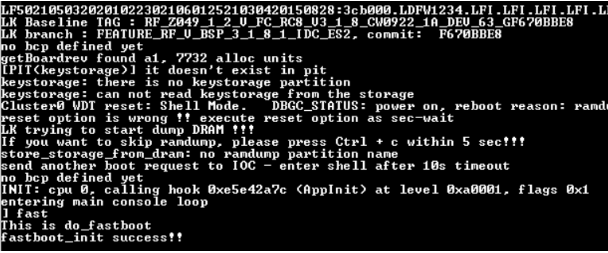 LF5021050320201022302106012521030420150828:3cb000.LDFW1234.LFI.LFI.LFI.LFI.L
LK Baseline TAG : RF_Z049_1_2_V_FC_RC8_V3_1_8_CW0922_1A_DEV_63_GF670BBE8
LK branch : FEATURE_RF_V_BSP_3_1_8_1_IDC_ES2, commit:  F670BBE8
no bcp defined yet
getBoardrev found a1, 7732 alloc units
[PIT(keystorage)] it doesn't exist in pit
keystorage: there is no keystorage partition
keystorage: can not read keystorage from the storage
Cluster0 WDT reset: Shell Mode.   DBGC_STATUS: power on, reboot reason: ramdu
reset option is wrong !! execute reset option as sec-wait
LK trying to start dump DRAM !!!
If you want to skip ramdump, please press Ctrl + c within 5 sec!!!
store_storage_from_dram: no ramdump partition name
send another boot request to IOC - enter shell after 10s timeout
no bcp defined yet
INIT: cpu 0, calling hook 0xe5e42a7c (AppInit) at level 0xa0001, flags 0x1
entering main console loop
] fast
This is do_fastboot
fastboot_init success!!